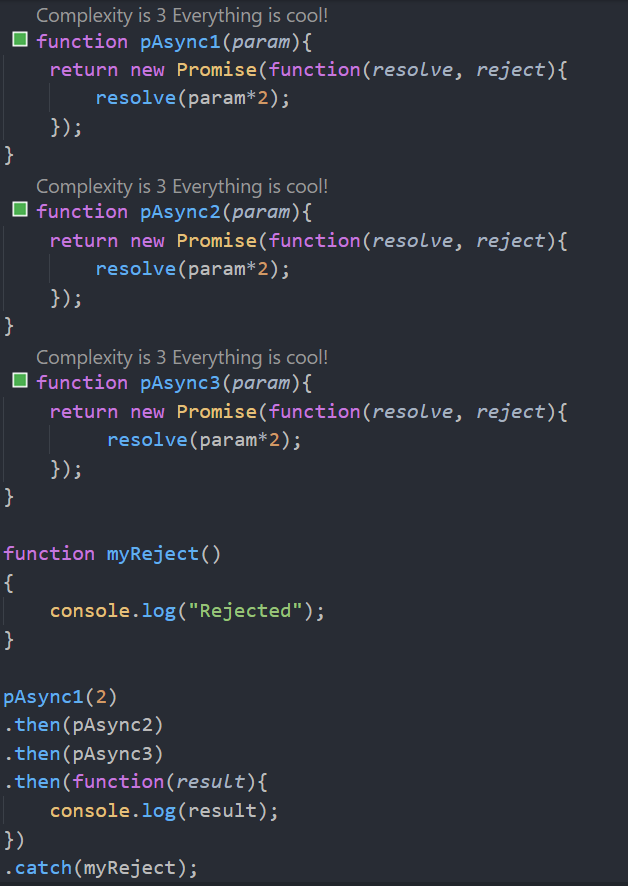 Complexity is 3 Everything is cool!
function pAsync1(param){
    return new Promise(function(resolve, reject){
        resolve(param*2);
    });
}
Complexity is 3 Everything is cool!
function pAsync2(param){
    return new Promise(function(resolve, reject){
        resolve(param*2);
    });
}
Complexity is 3 Everything is cool!
function pAsync3(param){
    return new Promise(function(resolve, reject){
         resolve(param*2);
    });
}
function myReject()
{
    console.log("Rejected");
}
pAsync1(2)
.then(pAsync2)
.then(pAsync3)
.then(function(result){
    console.log(result);
})
.catch(myReject);